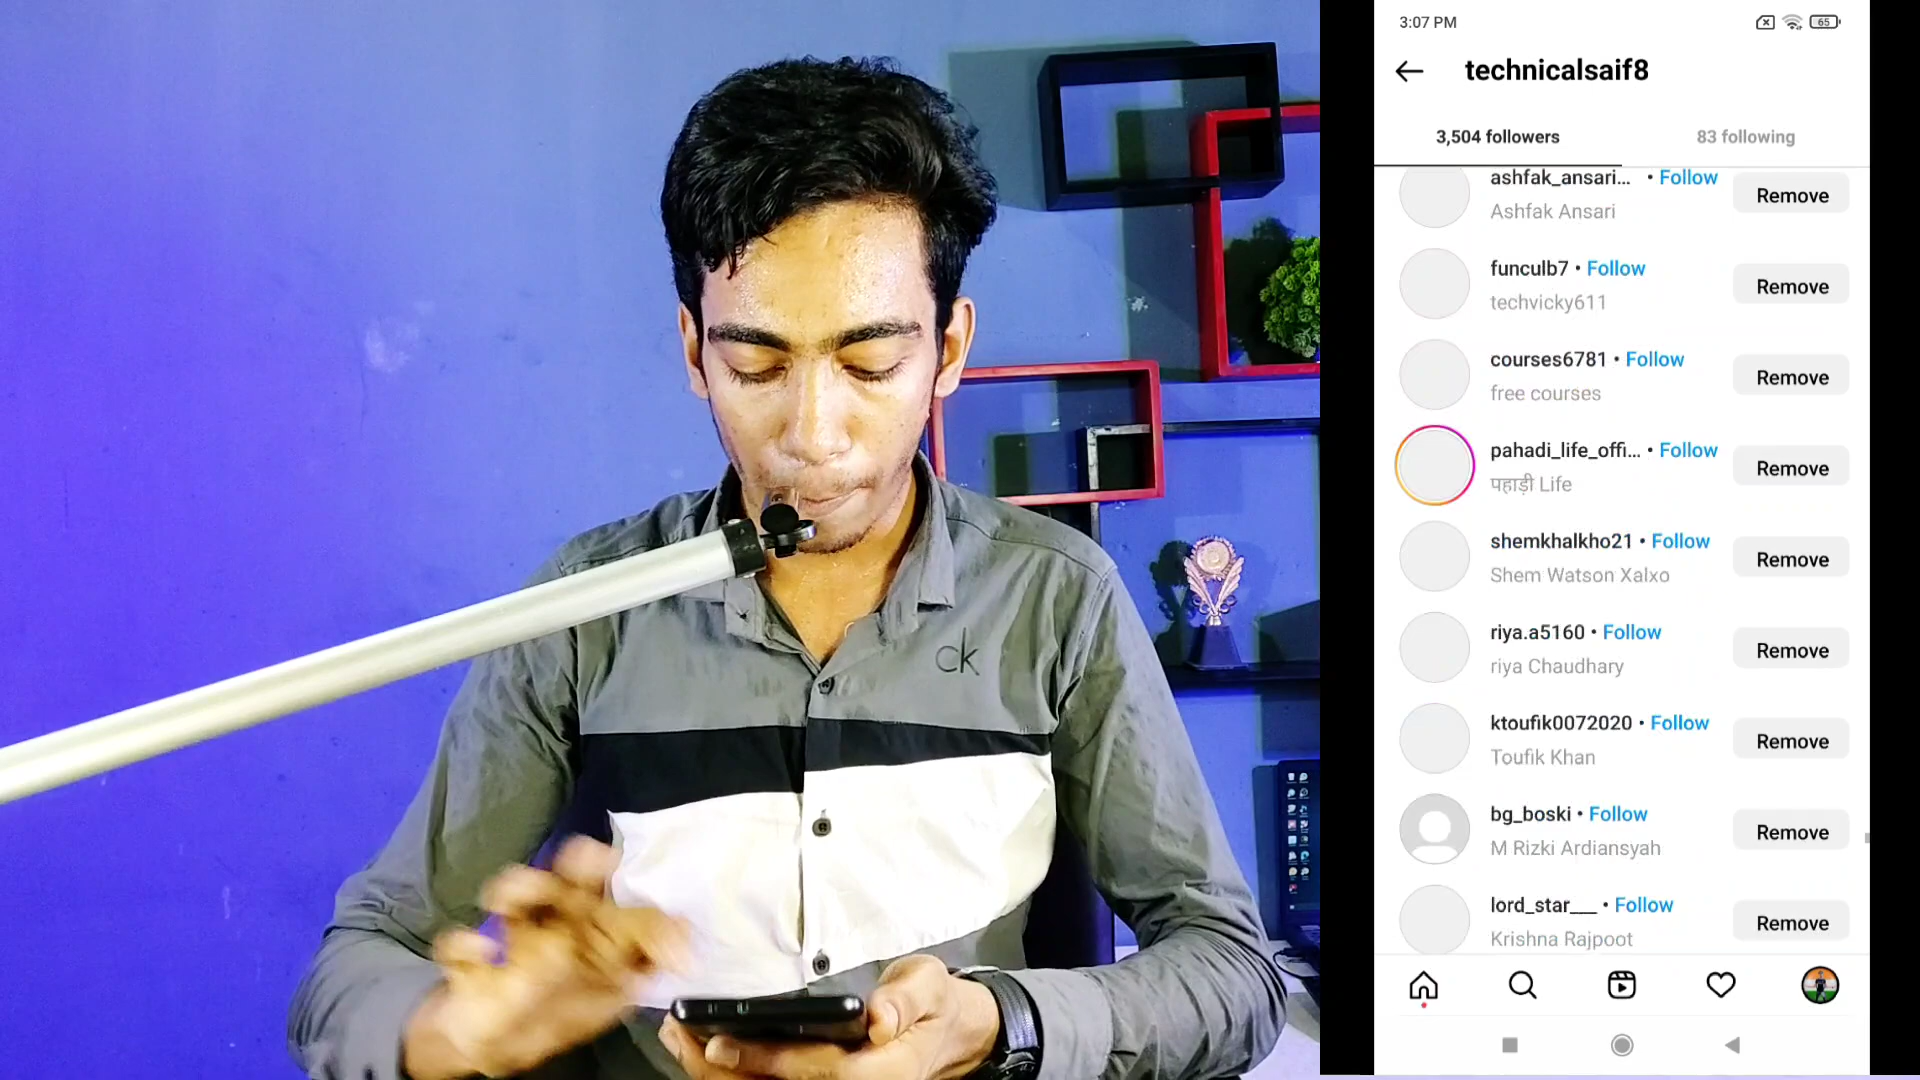 3:07 PM
65
technicalsaif8
3,504 followers
83 following
ashfak_ansari... • Follow
Remove
Ashfak Ansari
funculb7 • Follow
Remove
techvicky611
courses6781 • Follow
Remove
free courses
pahadi_life_offi... • Follow
Remove
पहाड़ी Life
shemkhalkho21 • Follow
Remove
Shem Watson Xalxo
riya.a5160 • Follow
Remove
riya Chaudhary
ktoufik0072020 • Follow
Remove
Toufik Khan
bg_boski • Follow
Remove
M Rizki Ardiansyah
lord_star___ • Follow
Remove
Krishna Rajpoot
ck